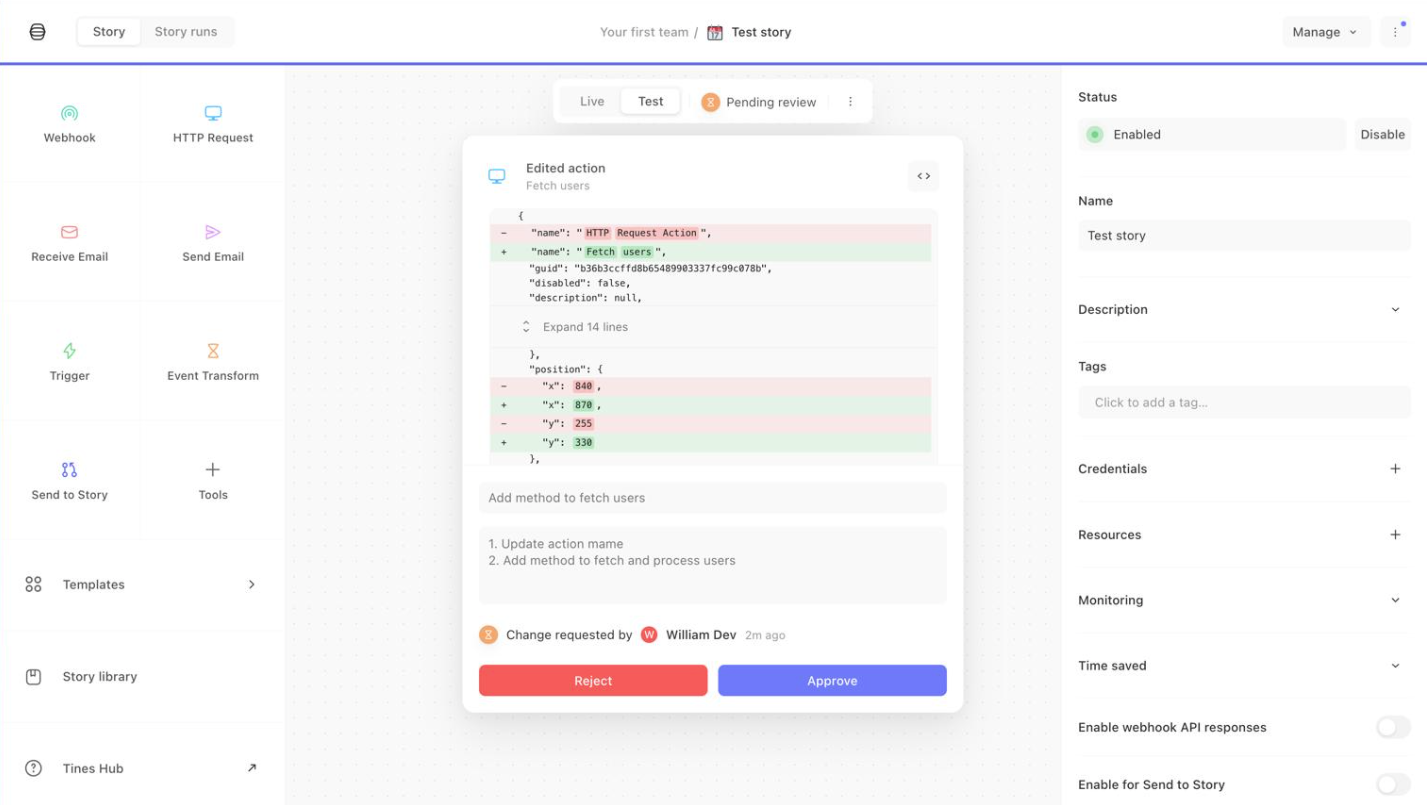 Story
Story runs
Your first team / Test story
Manage
Webhook
HTTP Request
Receive Email
Send Email
Trigger
Event Transform
Send to Story
Tools
Templates
Story library
Tines Hub
Live
Test
Pending review
Edited action
Fetch users
{
- "name": "HTTP Request Action",
+ "name": "Fetch users",
"guid": "b36b3ccffd8b65489903337fc99c078b",
"disabled": false,
"description": null,
Expand 14 lines
},
"position": {
- "x": 840,
+ "x": 870,
- "y": 255
+ "y": 330
},
Add method to fetch users
1. Update action mame
2. Add method to fetch and process users
Change requested by W William Dev 2m ago
Reject
Approve
Status
Enabled
Disable
Name
Test story
Description
Tags
Click to add a tag...
Credentials
Resources
Monitoring
Time saved
Enable webhook API responses
Enable for Send to Story